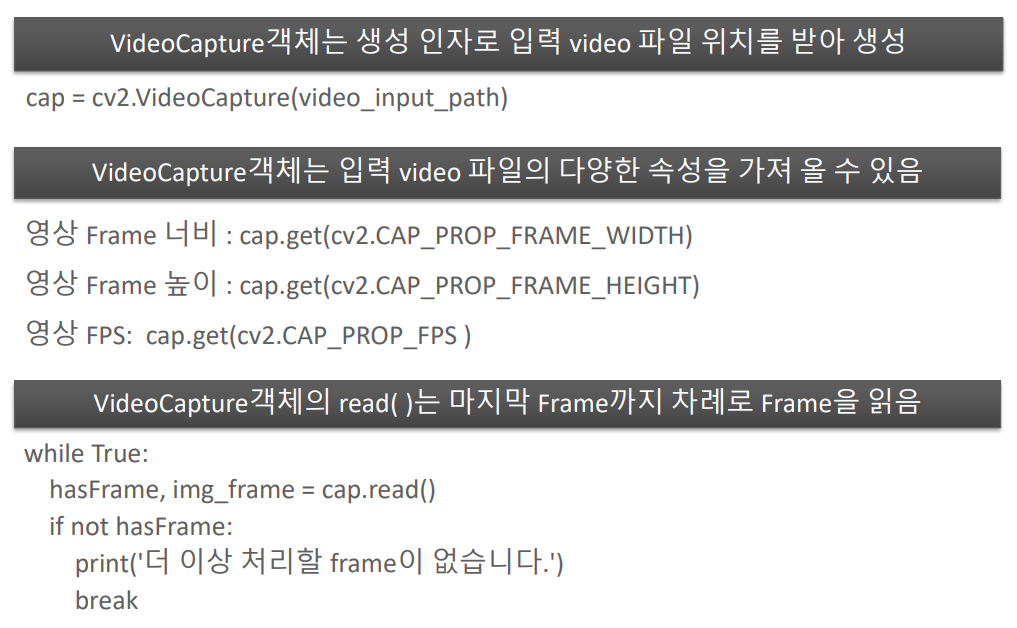 VideoCapture객체는 생성 인자로 입력 video 파일 위치를 받아 생성
cap = cv2.VideoCapture(video_input_path)
VideoCapture객체는 입력 video 파일의 다양한 속성을 가져 올 수 있음
영상 Frame 너비 : cap.get(cv2.CAP_PROP_FRAME_WIDTH)
영상 Frame 높이 : cap.get(cv2.CAP_PROP_FRAME_HEIGHT)
영상 FPS:  cap.get(cv2.CAP_PROP_FPS )
VideoCapture객체의 read( )는 마지막 Frame까지 차례로 Frame을 읽음
while True:
    hasFrame, img_frame = cap.read()
    if not hasFrame:
        print('더 이상 처리할 frame이 없습니다.')
        break